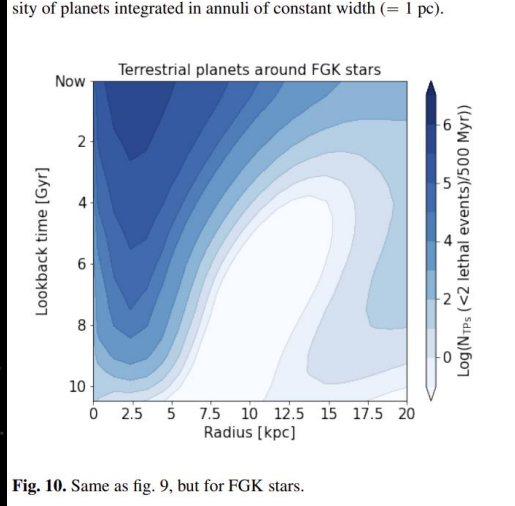 sity of planets integrated in annuli of constant width (= 1 pc).
Terrestrial planets around FGK stars
Now
2
4
6
8
10
Lookback time [Gyr]
0 2.5 5 7.5 10 12.5 15 17.5 20
Radius [kpc]
6
5
4
2
0
Log(N_TPs (<2 lethal events/500 Myr))
Fig. 10. Same as fig. 9, but for FGK stars.